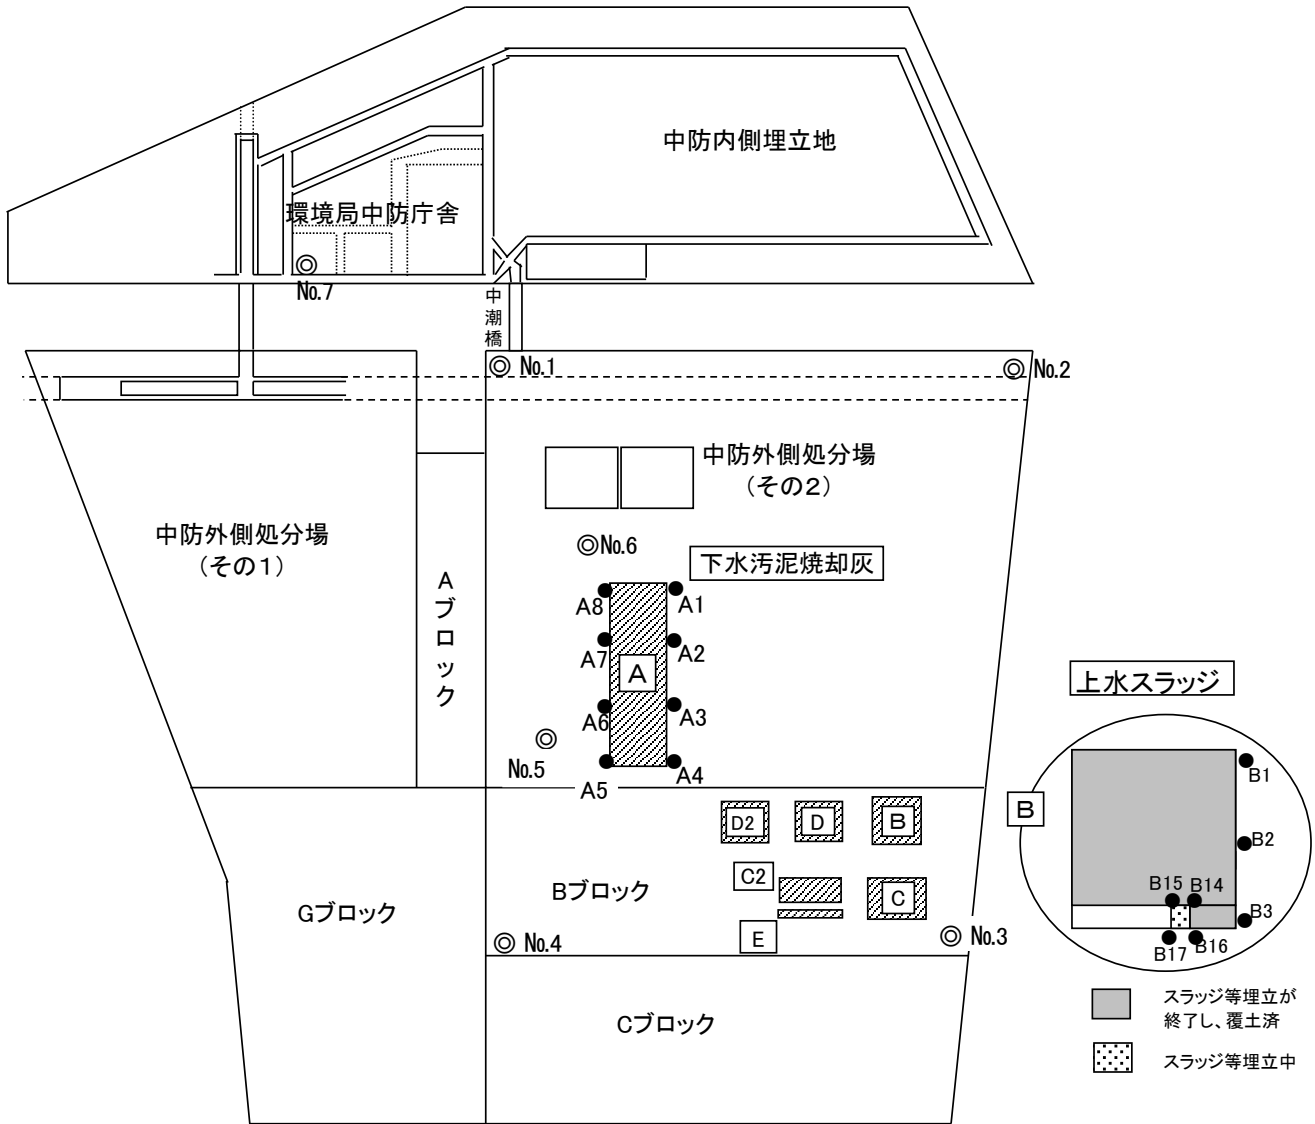 中防内側埋立地
環境局中防庁舎
No.7
中潮橋
No.1
No.2
中防外側処分場
(その2)
中防外側処分場
(その1)
No.6
下水汚泥焼却灰
Aブロック
A8
A1
A7
A2
A
A6
A3
No.5
A5
A4
上水スラッジ
B
B1
B2
B15
B14
B3
B17
B16
D2
D
B
C2
Bブロック
C
Gブロック
E
No.4
No.3
Cブロック
スラッジ等埋立が
終了し、覆土済
スラッジ等埋立中